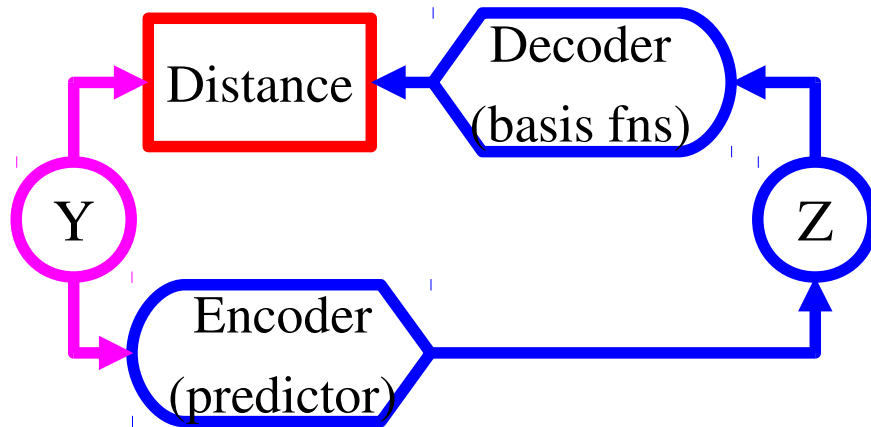 Distance
Decoder
(basis fns)
Y
Z
Encoder
(predictor)